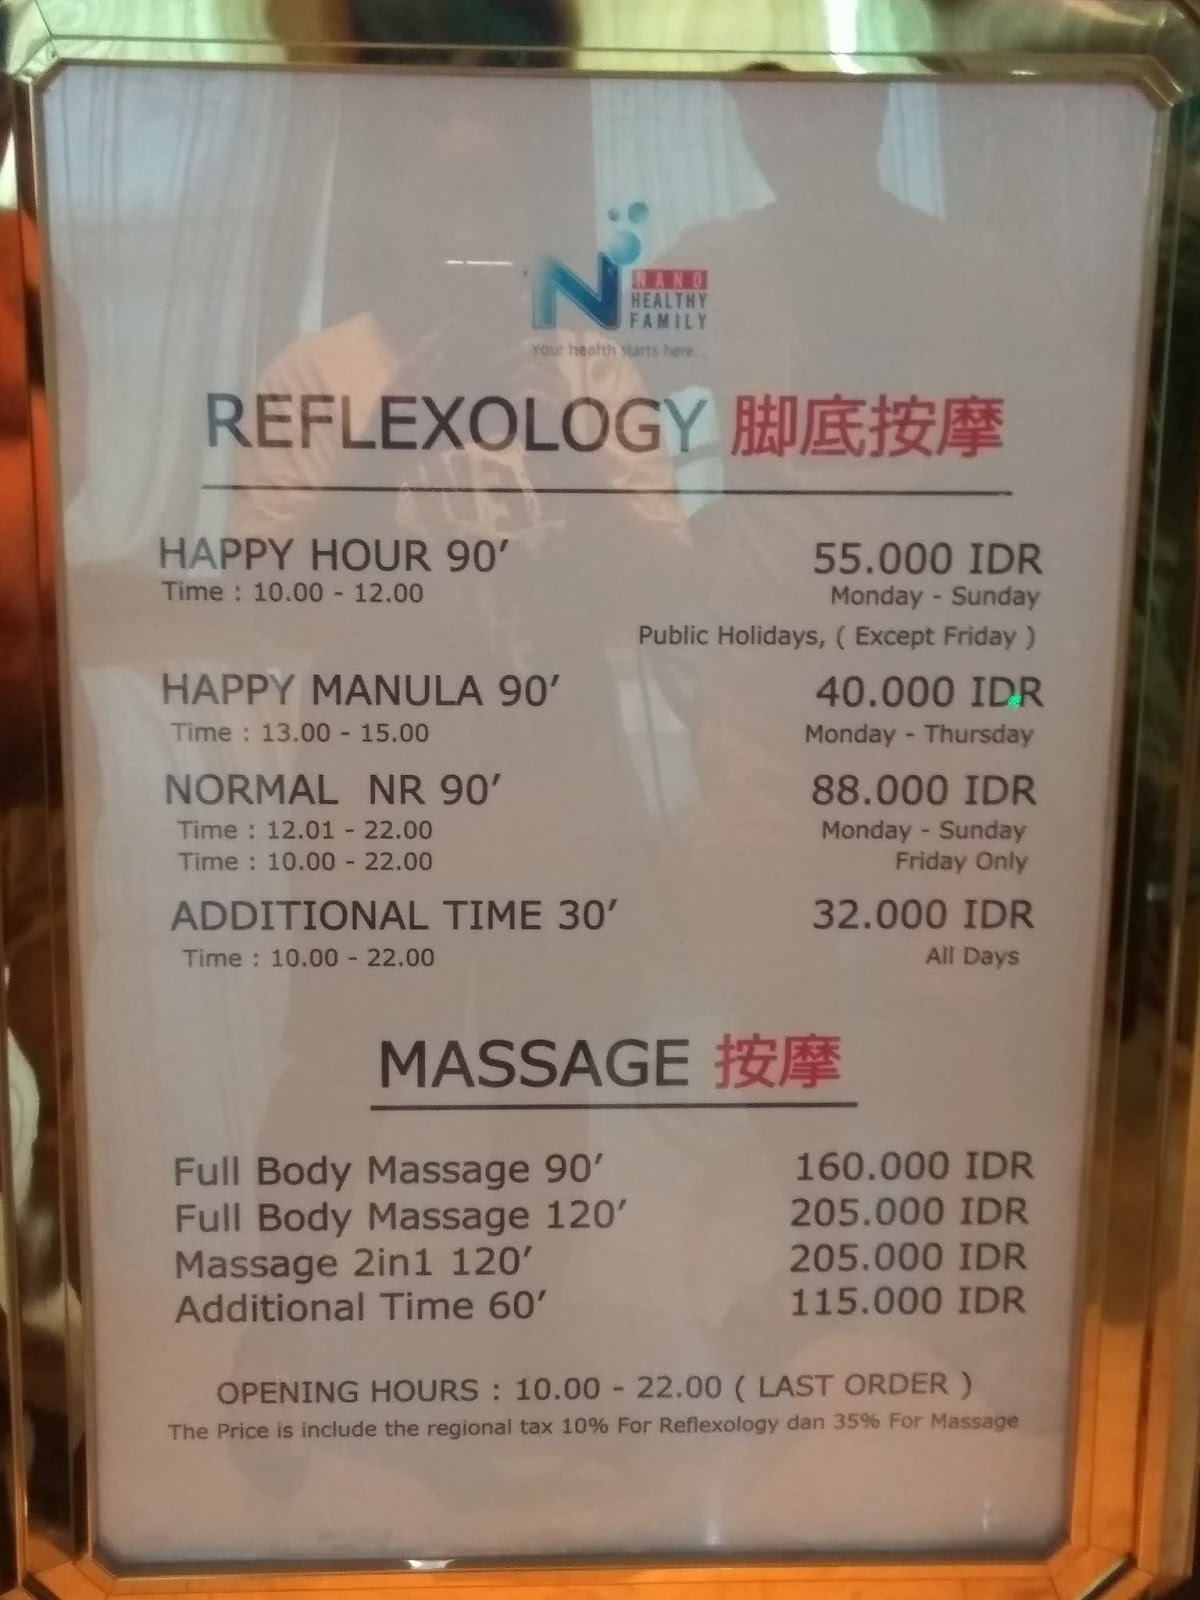 N NANO
HEALTHY
FAMILY
Your health starts here...
REFLEXOLOGY 脚底按摩
HAPPY HOUR 90′ 55.000 IDR
Time : 10.00 - 12.00 Monday - Sunday
Public Holidays, ( Except Friday )
HAPPY MANULA 90′ 40.000 IDR
Time : 13.00 - 15.00 Monday - Thursday
NORMAL NR 90′ 88.000 IDR
Time : 12.01 - 22.00 Monday - Sunday
Time : 10.00 - 22.00 Friday Only
ADDITIONAL TIME 30′ 32.000 IDR
Time : 10.00 - 22.00 All Days
MASSAGE 按摩
Full Body Massage 90′ 160.000 IDR
Full Body Massage 120′ 205.000 IDR
Massage 2in1 120′ 205.000 IDR
Additional Time 60′ 115.000 IDR
OPENING HOURS : 10.00 - 22.00 ( LAST ORDER )
The Price is include the regional tax 10% For Reflexology dan 35% For Massage